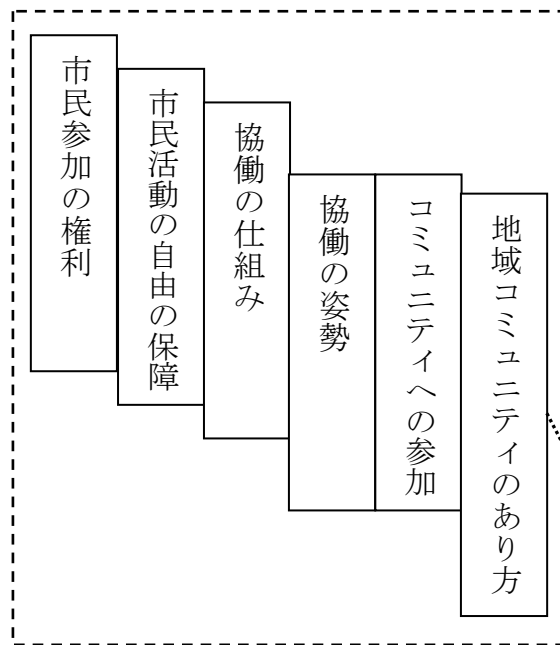 市民参加の権利
市民活動の自由の保障
協働の仕組み
協働の姿勢
コミュニティへの参加
地域コミュニティのあり方